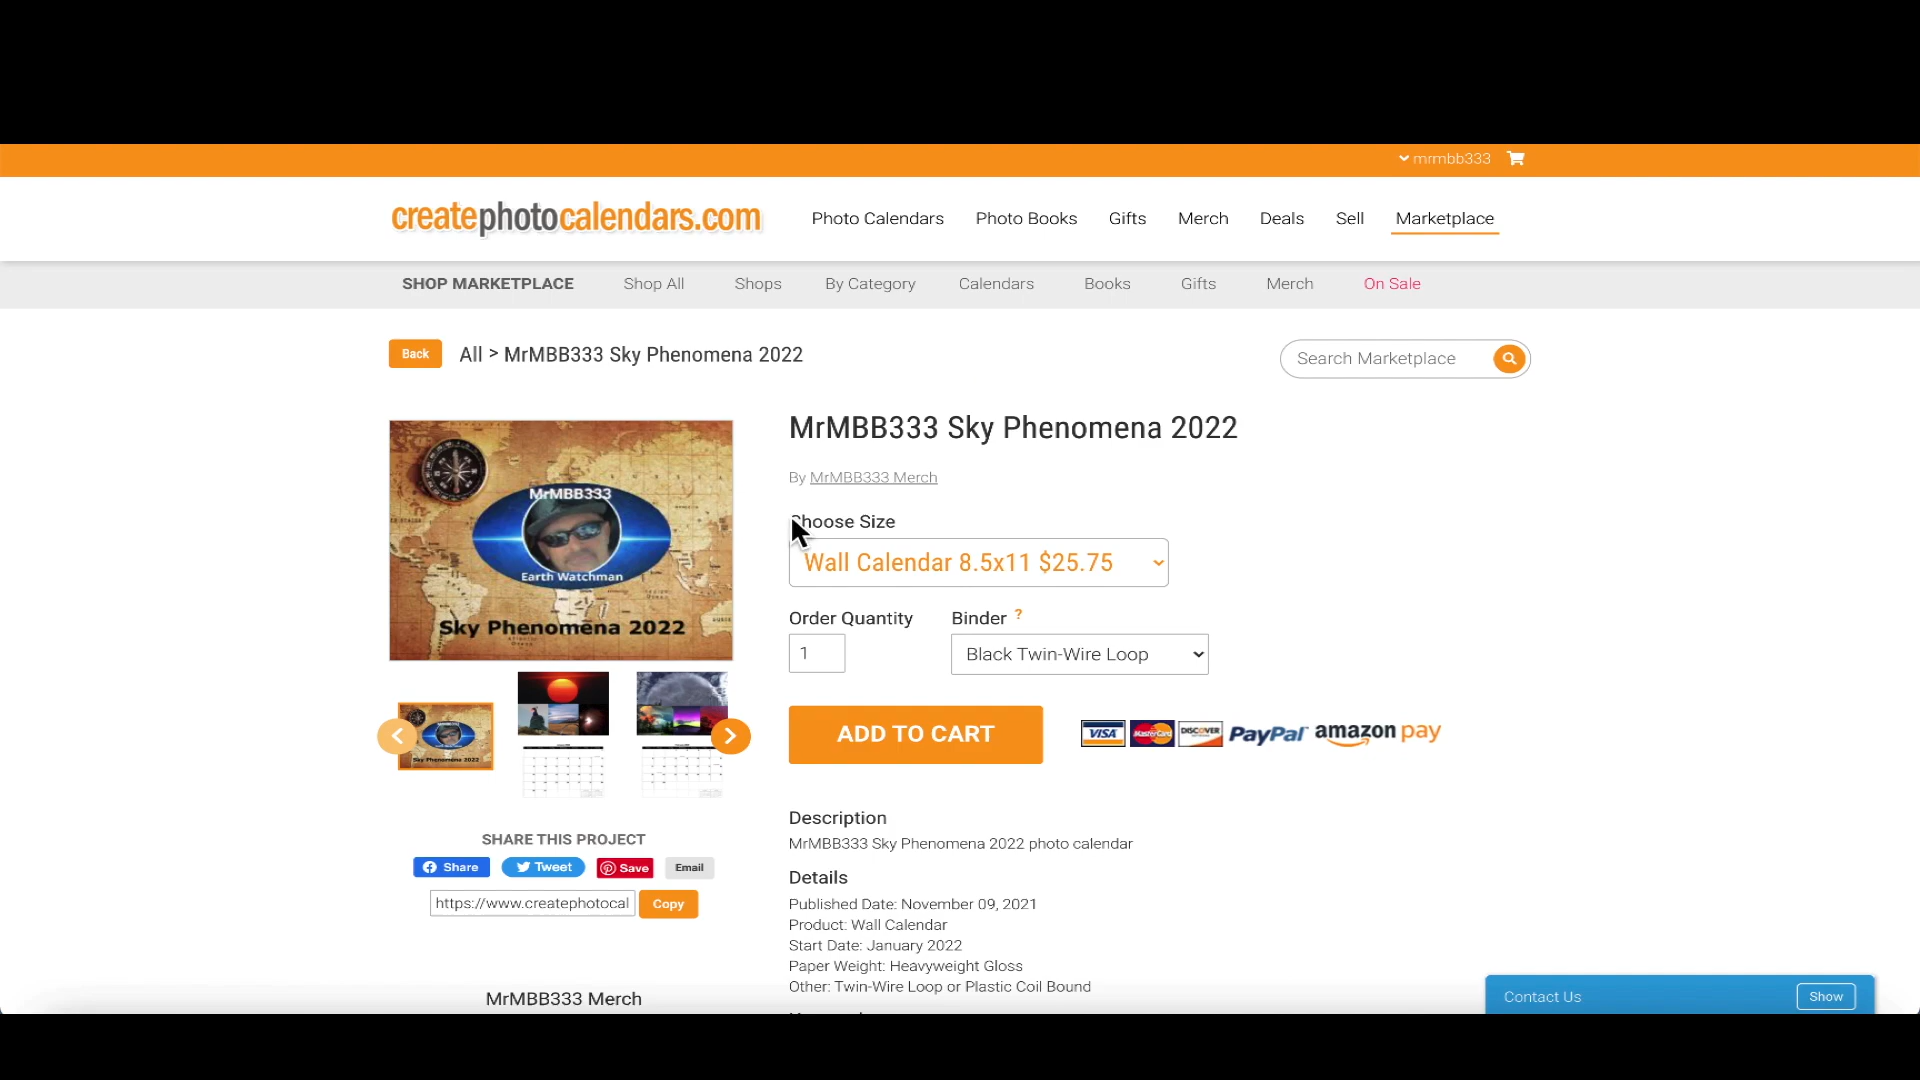 mrmbb333
createphotocalendars.com
Photo Calendars Photo Books Gifts Merch Deals Sell Marketplace
SHOP MARKETPLACE Shop All Shops By Category Calendars Books Gifts Merch On Sale
Back All > MrMBB333 Sky Phenomena 2022
Search Marketplace
MrMBB333
Earth Watchman
Sky Phenomena 2022
MrMBB333 Sky Phenomena 2022
By MrMBB333 Merch
Choose Size
Wall Calendar 8.5x11 $25.75
Order Quantity Binder ?
1 Black Twin-Wire Loop
ADD TO CART
VISA MasterCard DISCOVER PayPal amazon pay
Sky Phenomena 2022
SHARE THIS PROJECT
Share Tweet Save Email
https://www.createphotocal Copy
MrMBB333 Merch
Description
MrMBB333 Sky Phenomena 2022 photo calendar
Details
Published Date: November 09, 2021
Product: Wall Calendar
Start Date: January 2022
Paper Weight: Heavyweight Gloss
Other: Twin-Wire Loop or Plastic Coil Bound
Contact Us Show